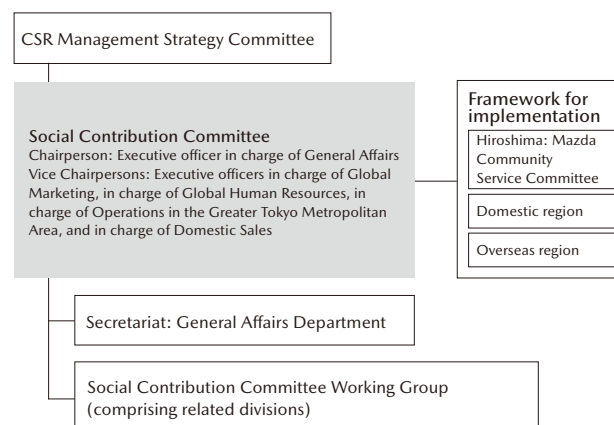 CSR Management Strategy Committee
Social Contribution Committee
Chairperson: Executive officer in charge of General Affairs
Vice Chairpersons: Executive officers in charge of Global
Marketing, in charge of Global Human Resources, in
charge of Operations in the Greater Tokyo Metropolitan
Area, and in charge of Domestic Sales
Framework for
implementation
Hiroshima: Mazda
Community
Service Committee
Domestic region
Overseas region
Secretariat: General Affairs Department
Social Contribution Committee Working Group
(comprising related divisions)